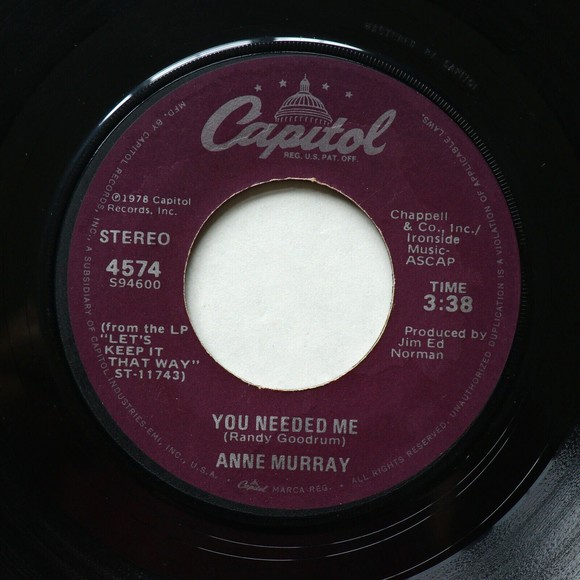 MASTERED BY CAPITOL
Capitol
REG. U.S. PAT. OFF.
MFD. BY CAPITOL RECORDS, INC., A SUBSIDIARY OF CAPITOL INDUSTRIES-EMI, INC., U.S.A.
Capitol MARCA REG.
ALL RIGHTS RESERVED. UNAUTHORIZED DUPLICATION IS A VIOLATION OF APPLICABLE LAWS.
℗1978 Capitol
Records, Inc.
STEREO
4574
S94600
(from the LP
"LET'S
KEEP IT
THAT WAY"
ST-11743)
Chappell
& Co., Inc./
Ironside
Music-
ASCAP
TIME
3:38
Produced by
Jim Ed
Norman
YOU NEEDED ME
(Randy Goodrum)
ANNE MURRAY